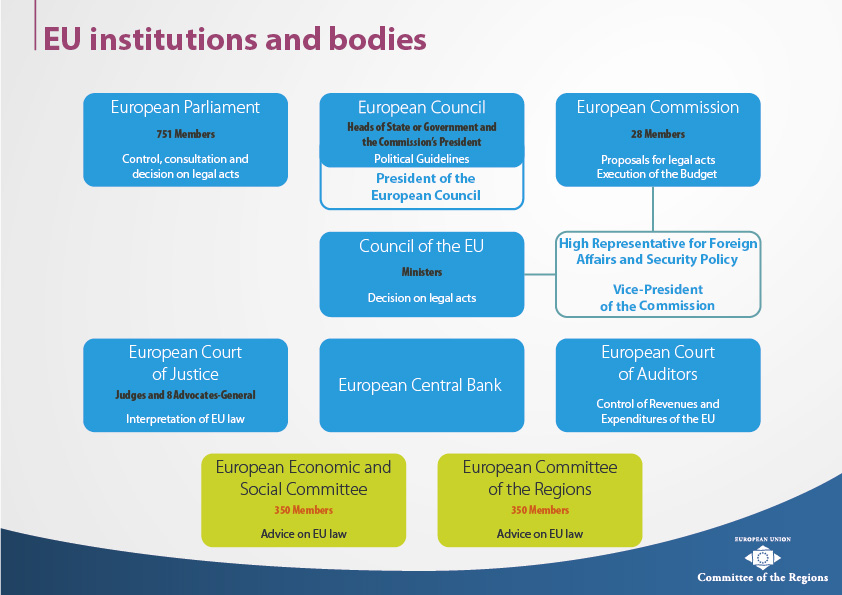 EU institutions and bodies
European Parliament
751 Members
Control, consultation and
decision on legal acts
European Council
Heads of State or Government and
the Commission's President
Political Guidelines
President of the
European Council
European Commission
28 Members
Proposals for legal acts
Execution of the Budget
Council of the EU
Ministers
Decision on legal acts
High Representative for Foreign
Affairs and Security Policy
Vice-President
of the Commission
European Court
of Justice
Judges and 8 Advocates-General
Interpretation of EU law
European Central Bank
European Court
of Auditors
Control of Revenues and
Expenditures of the EU
European Economic and
Social Committee
350 Members
Advice on EU law
European Committee
of the Regions
350 Members
Advice on EU law
EUROPEAN UNION
Committee of the Regions